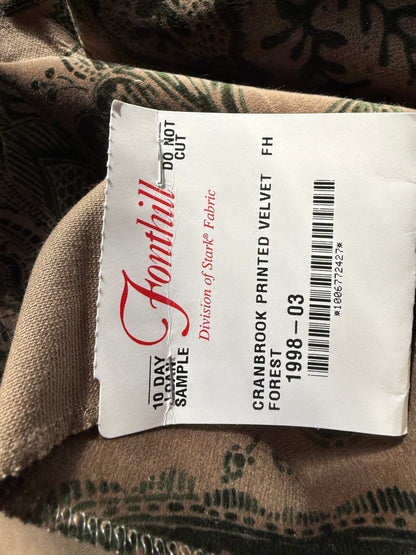 10 DAY
LOAN
SAMPLE
DO NOT
CUT
Fonthill
Division of Stark® Fabric
CRANBROOK PRINTED VELVET FH
FOREST
1998-03
*1006772427*